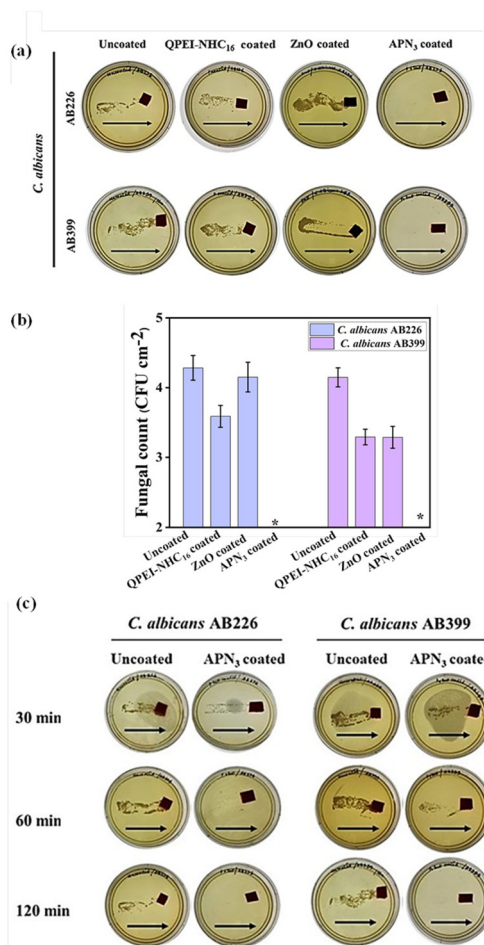 (a)
Uncoated QPEI-NHC₁₆ coated ZnO coated APN₃ coated
C. albicans
AB226
AB399
(b)
Fungal count (CFU cm⁻²)
5
4
3
2
C. albicans AB226
C. albicans AB399
* *
Uncoated QPEI-NHC₁₆ coated ZnO coated APN₃ coated Uncoated QPEI-NHC₁₆ coated ZnO coated APN₃ coated
(c)
C. albicans AB226 C. albicans AB399
Uncoated APN₃ coated Uncoated APN₃ coate
30 min
60 min
120 min